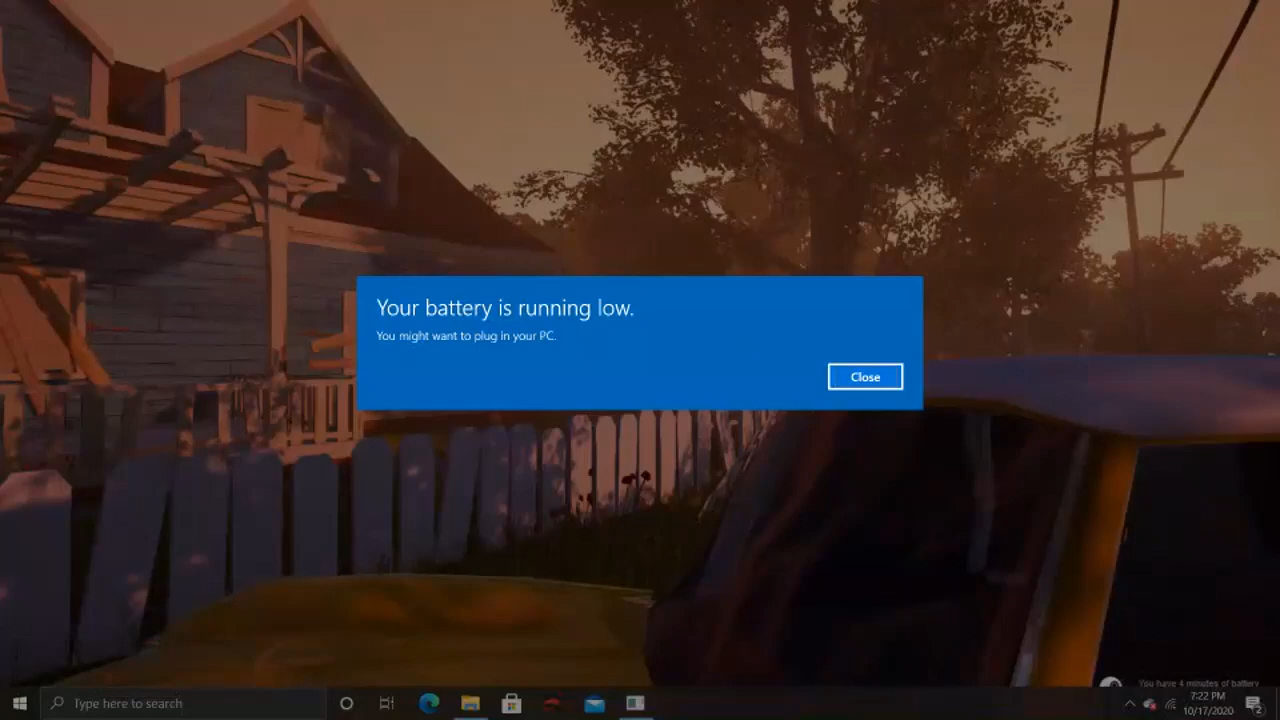 Your battery is running low.
You might want to plug in your PC.
Close
You have 4 minutes of battery
Type here to search
7:22 PM
10/17/2020
2